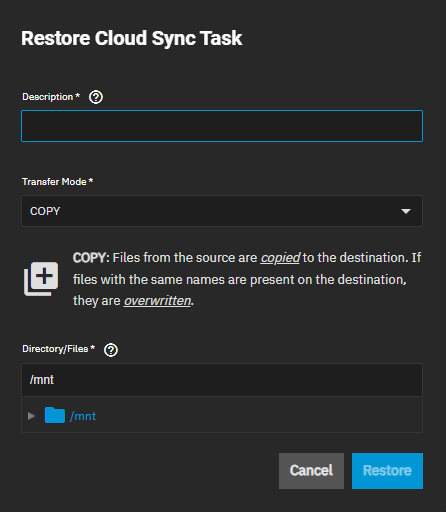 Restore Cloud Sync Task
Description *
Transfer Mode *
COPY
COPY: Files from the source are copied to the destination. If
files with the same names are present on the destination,
they are overwritten.
Directory/Files *
/mnt
/mnt
Cancel Restore